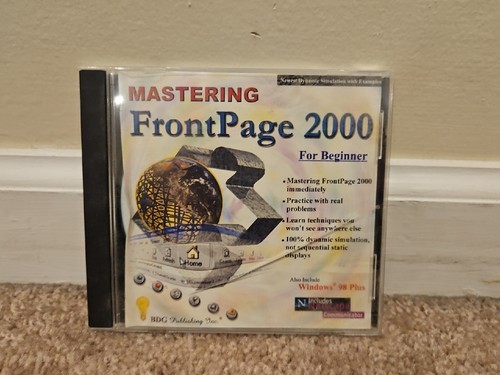 Newest Dynamic Simulation with Examples
MASTERING
FrontPage 2000
For Beginner
• Mastering FrontPage 2000
immediately
• Practice with real
problems
• Learn techniques you
won't see anywhere else
• 100% dynamic simulation,
not sequential static
displays
Home
Also Include
Windows® 98 Plus
N includes
Communicator
BDG Publishing Inc.®